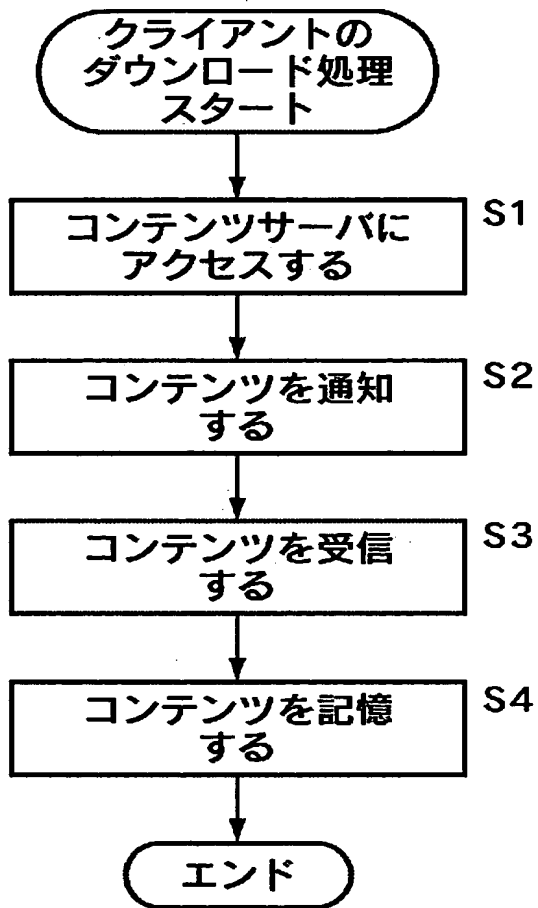 クライアントの
ダウンロード処理
スタート
コンテンツサーバに
アクセスする
S1
コンテンツを通知
する
S2
コンテンツを受信
する
S3
コンテンツを記憶
する
S4
エンド